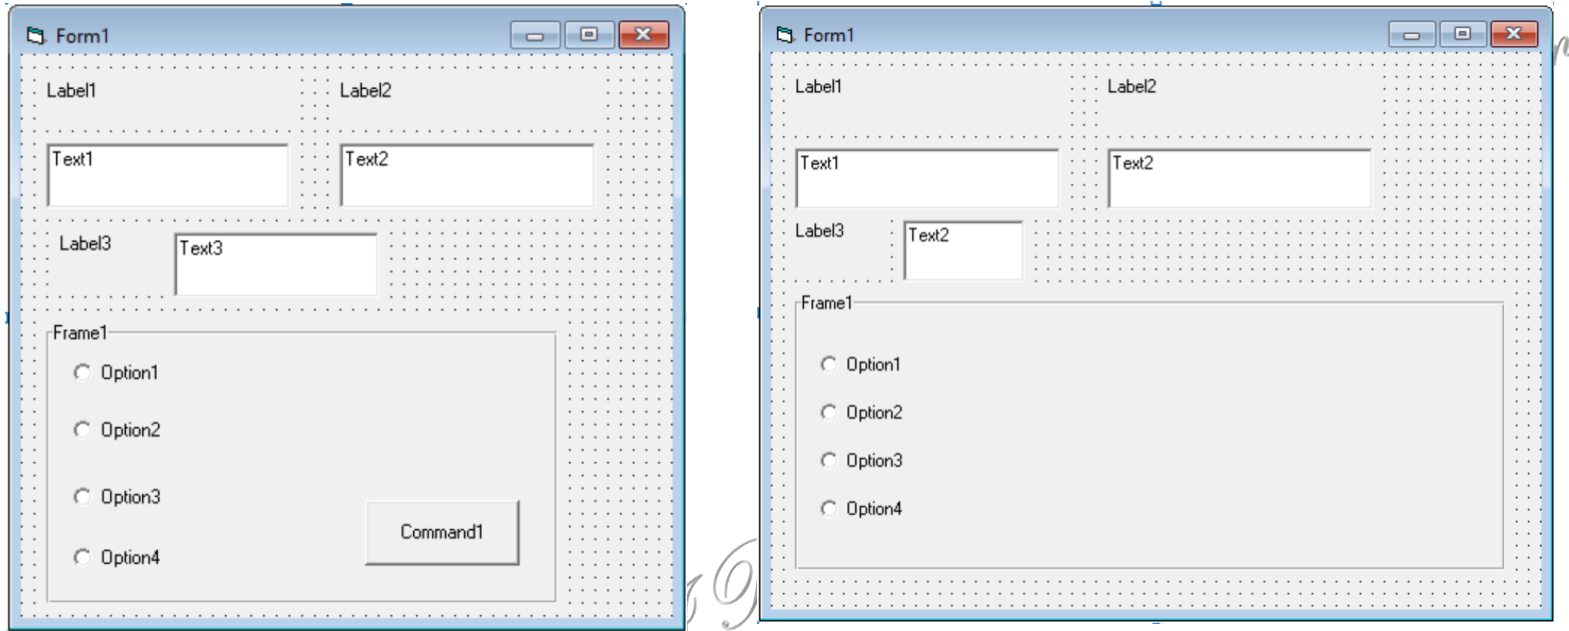 Form1
Label1 Label2
Text1 Text2
Label3 Text3
Frame1
Option1
Option2
Option3
Command1
Option4
Form1
Label1 Label2
Text1 Text2
Label3 Text2
Frame1
Option1
Option2
Option3
Option4